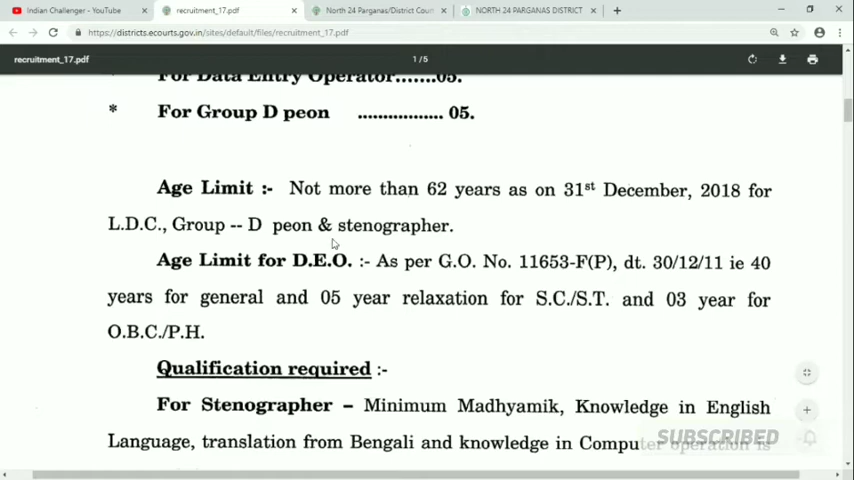 Indian Challenger - YouTube
recruitment_17.pdf
North 24 Parganas/District Cour
NORTH 24 PARGANAS DISTRICT
https://districts.ecourts.gov.in/sites/default/files/recruitment_17.pdf
recruitment_17.pdf
1 / 5
For Data Entry Operator.......05.
* For Group D peon ................. 05.
Age Limit :- Not more than 62 years as on 31st December, 2018 for
L.D.C., Group -- D peon & stenographer.
Age Limit for D.E.O. :- As per G.O. No. 11653-F(P), dt. 30/12/11 ie 40
years for general and 05 year relaxation for S.C./S.T. and 03 year for
O.B.C./P.H.
Qualification required :-
For Stenographer – Minimum Madhyamik, Knowledge in English
Language, translation from Bengali and knowledge in Computer operation is
SUBSCRIBED